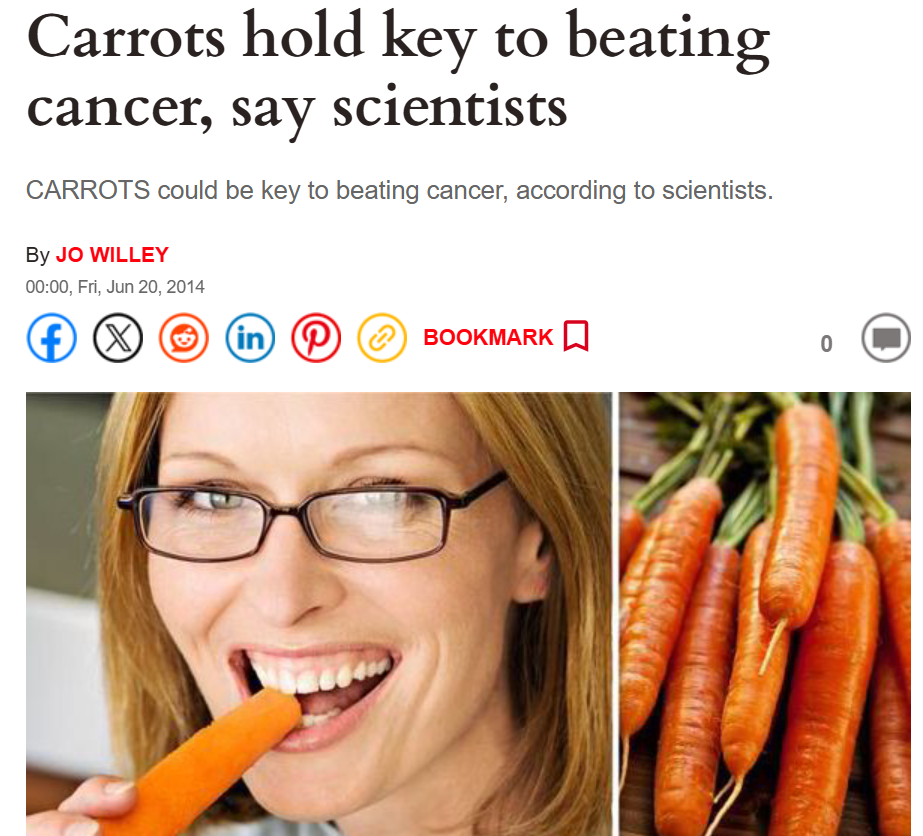 Carrots hold key to beating
cancer, say scientists
CARROTS could be key to beating cancer, according to scientists.
By JO WILLEY
00:00, Fri, Jun 20, 2014
BOOKMARK
0